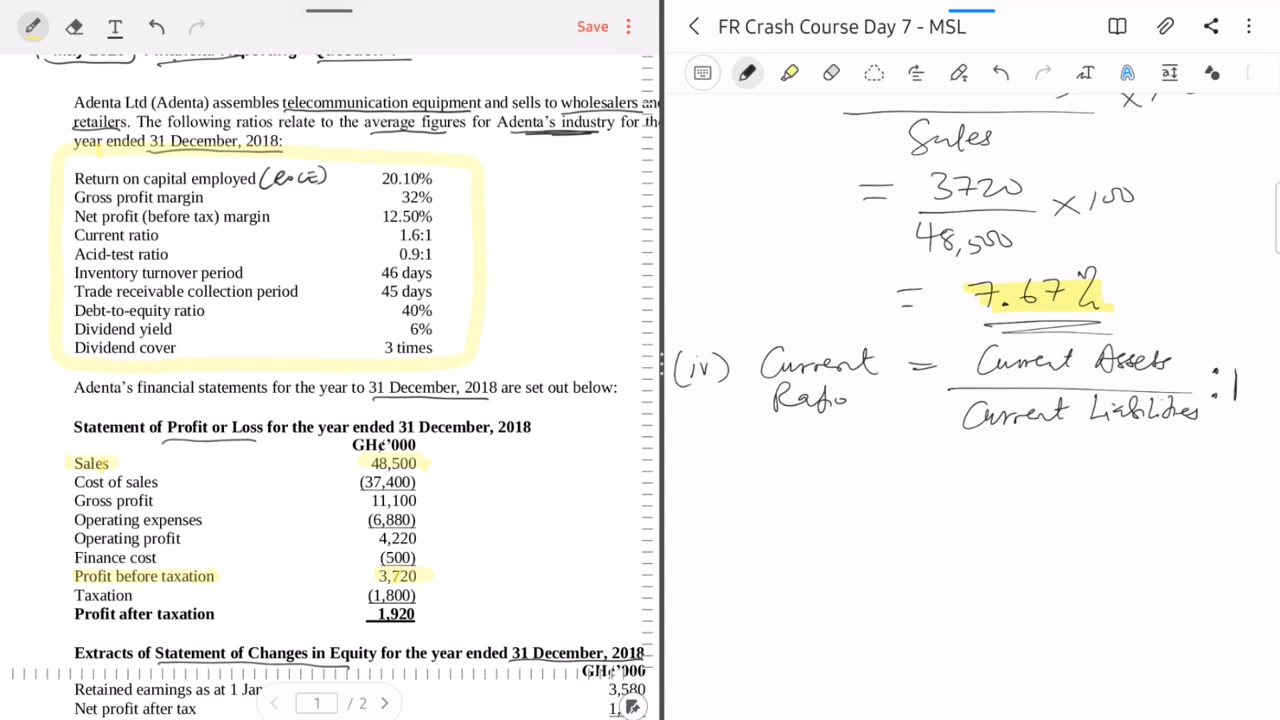 Save
FR Crash Course Day 7 - MSL
Adenta Ltd (Adenta) assembles telecommunication equipment and sells to wholesalers and
retailers. The following ratios relate to the average figures for Adenta's industry for the
year ended 31 December, 2018:
Return on capital employed (ROCE) 20.10%
Gross profit margin 32%
Net profit (before tax) margin 12.50%
Current ratio 1.6:1
Acid-test ratio 0.9:1
Inventory turnover period 46 days
Trade receivable collection period 45 days
Debt-to-equity ratio 40%
Dividend yield 6%
Dividend cover 3 times
Adenta's financial statements for the year to 31 December, 2018 are set out below:
Statement of Profit or Loss for the year ended 31 December, 2018
GH¢'000
Sales 48,500
Cost of sales (37,400)
Gross profit 11,100
Operating expenses (6,880)
Operating profit 4,220
Finance cost (500)
Profit before taxation 3,720
Taxation (1,800)
Profit after taxation 1,920
Extracts of Statement of Changes in Equity for the year ended 31 December, 2018
GH¢'000
Retained earnings as at 1 Jan 3,580
Net profit after tax 1,
1 / 2
Sales
= 3720 × 100
48,500
= 7.67%
(iv) Current = Current Assets :1
Ratio Current Liabilities